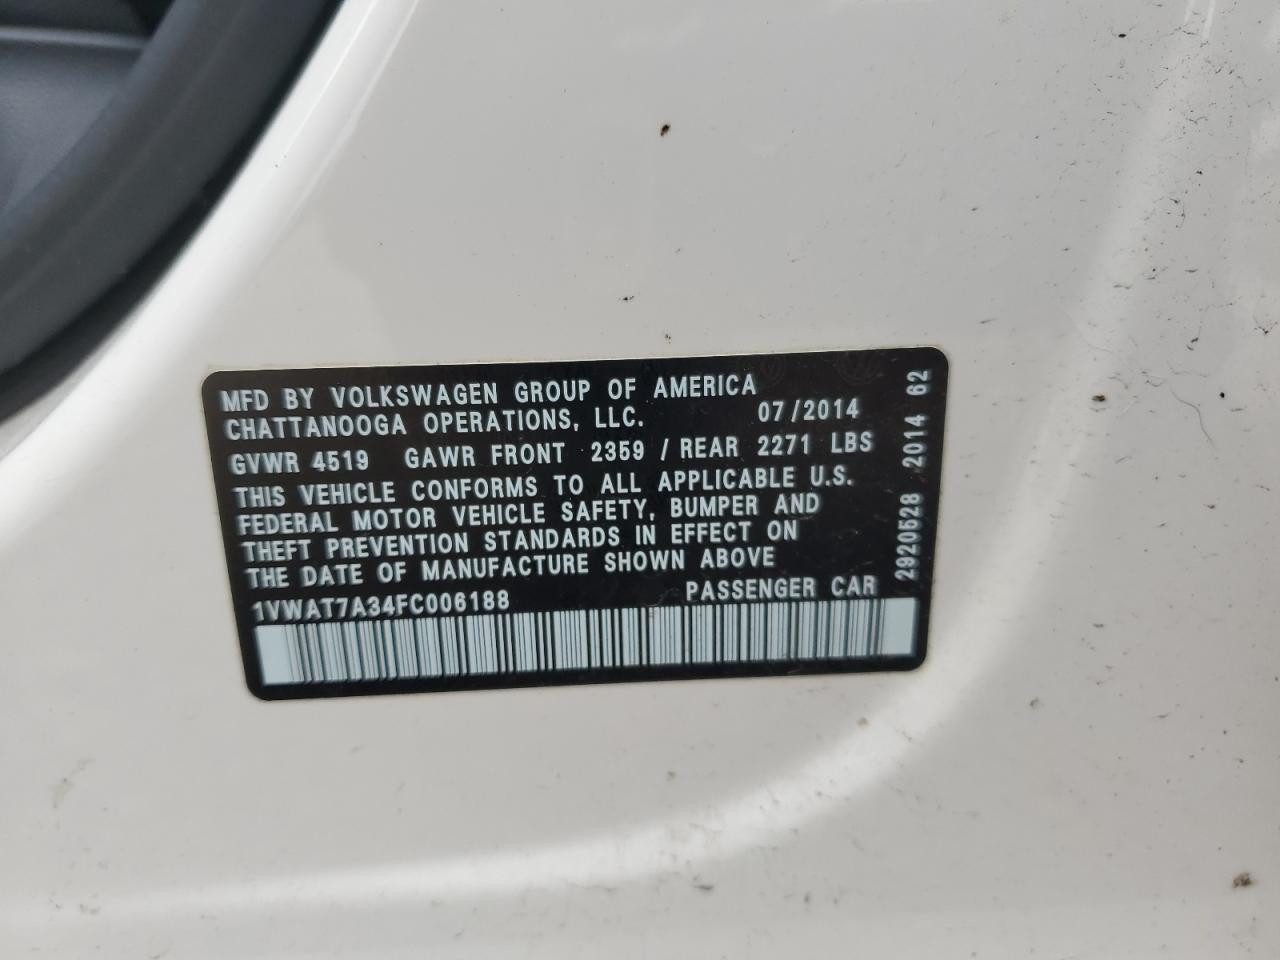 MFD BY VOLKSWAGEN GROUP OF AMERICA
CHATTANOOGA OPERATIONS, LLC. 07/2014
GVWR 4519 GAWR FRONT 2359 / REAR 2271 LBS
THIS VEHICLE CONFORMS TO ALL APPLICABLE U.S.
FEDERAL MOTOR VEHICLE SAFETY, BUMPER AND
THEFT PREVENTION STANDARDS IN EFFECT ON
THE DATE OF MANUFACTURE SHOWN ABOVE
1VWAT7A34FC006188 PASSENGER CAR
2920528 2014 62